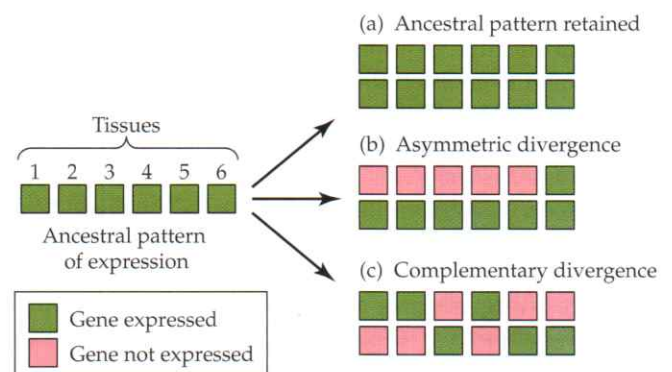 (a) Ancestral pattern retained
Tissues
1 2 3 4 5 6
Ancestral pattern
of expression
(b) Asymmetric divergence
(c) Complementary divergence
Gene expressed
Gene not expressed